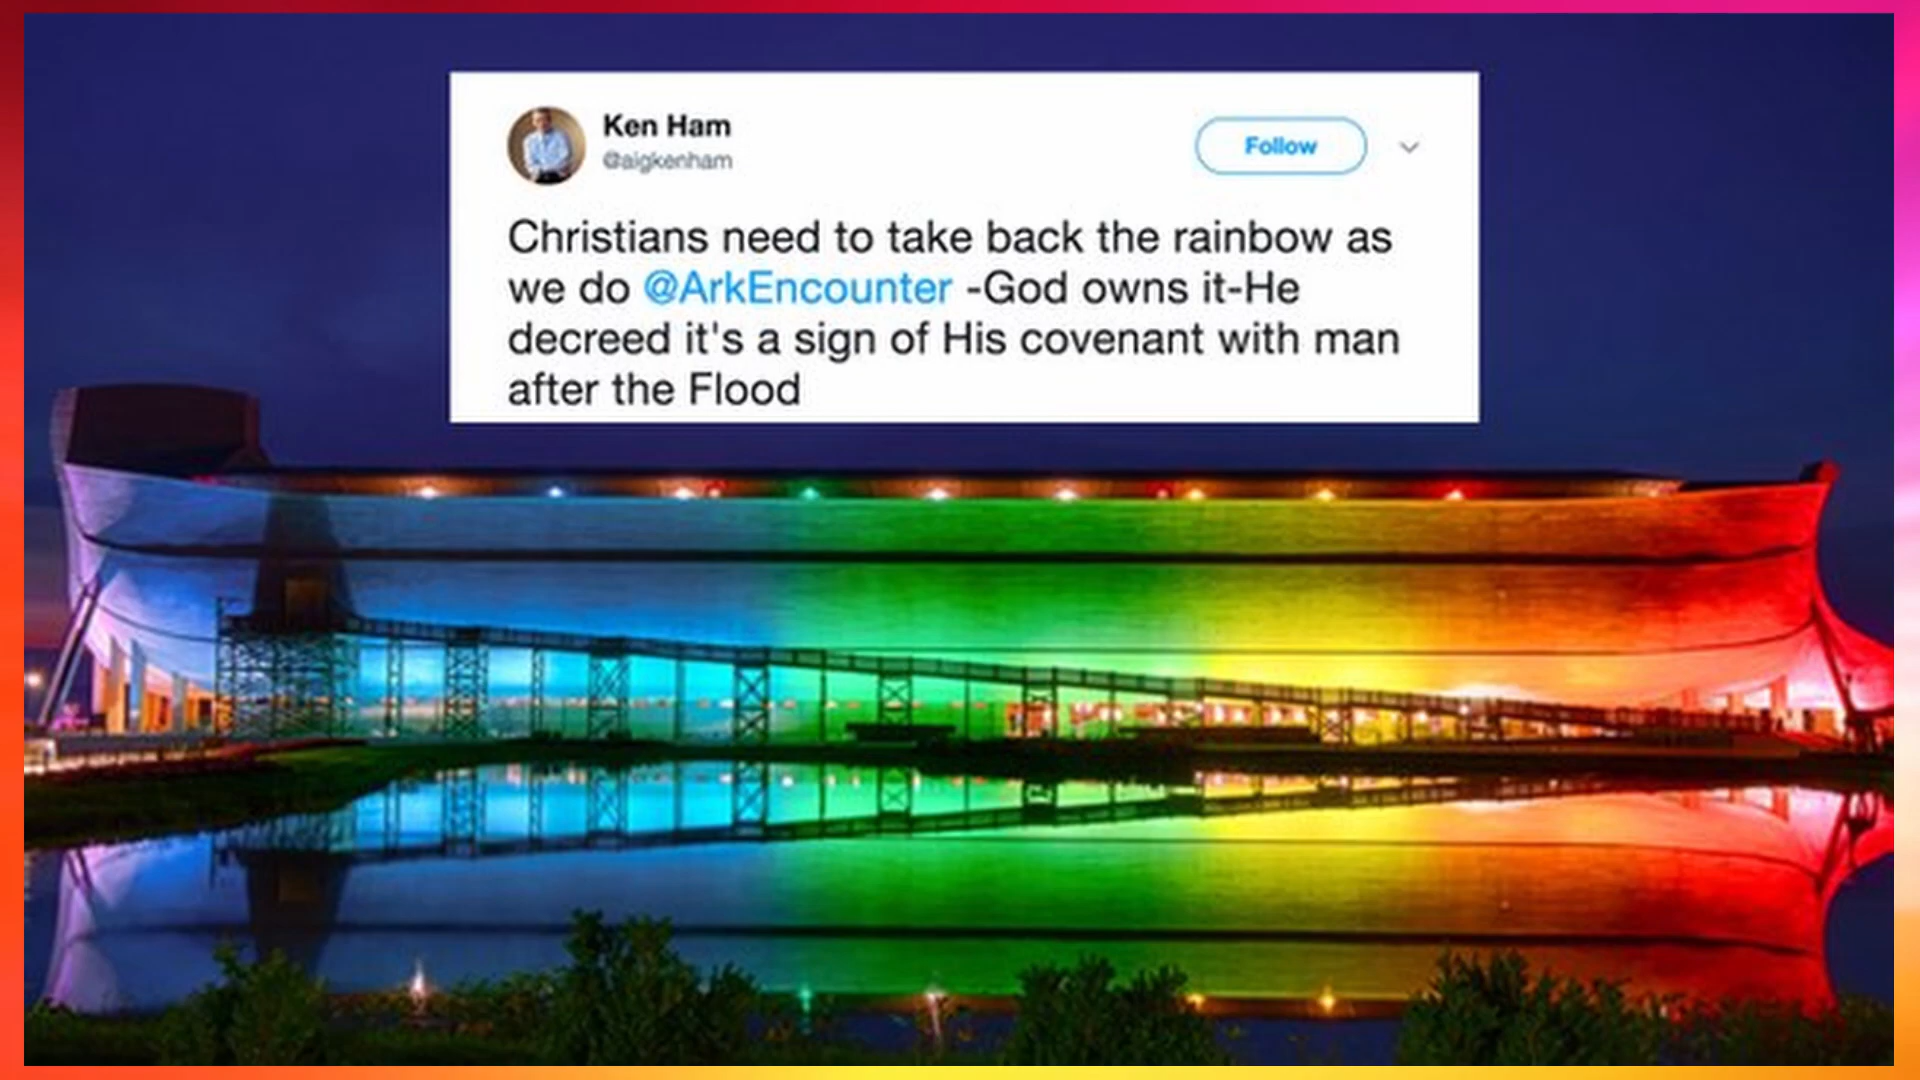 Ken Ham
@aigkenham
Follow
Christians need to take back the rainbow as
we do @ArkEncounter -God owns it-He
decreed it's a sign of His covenant with man
after the Flood